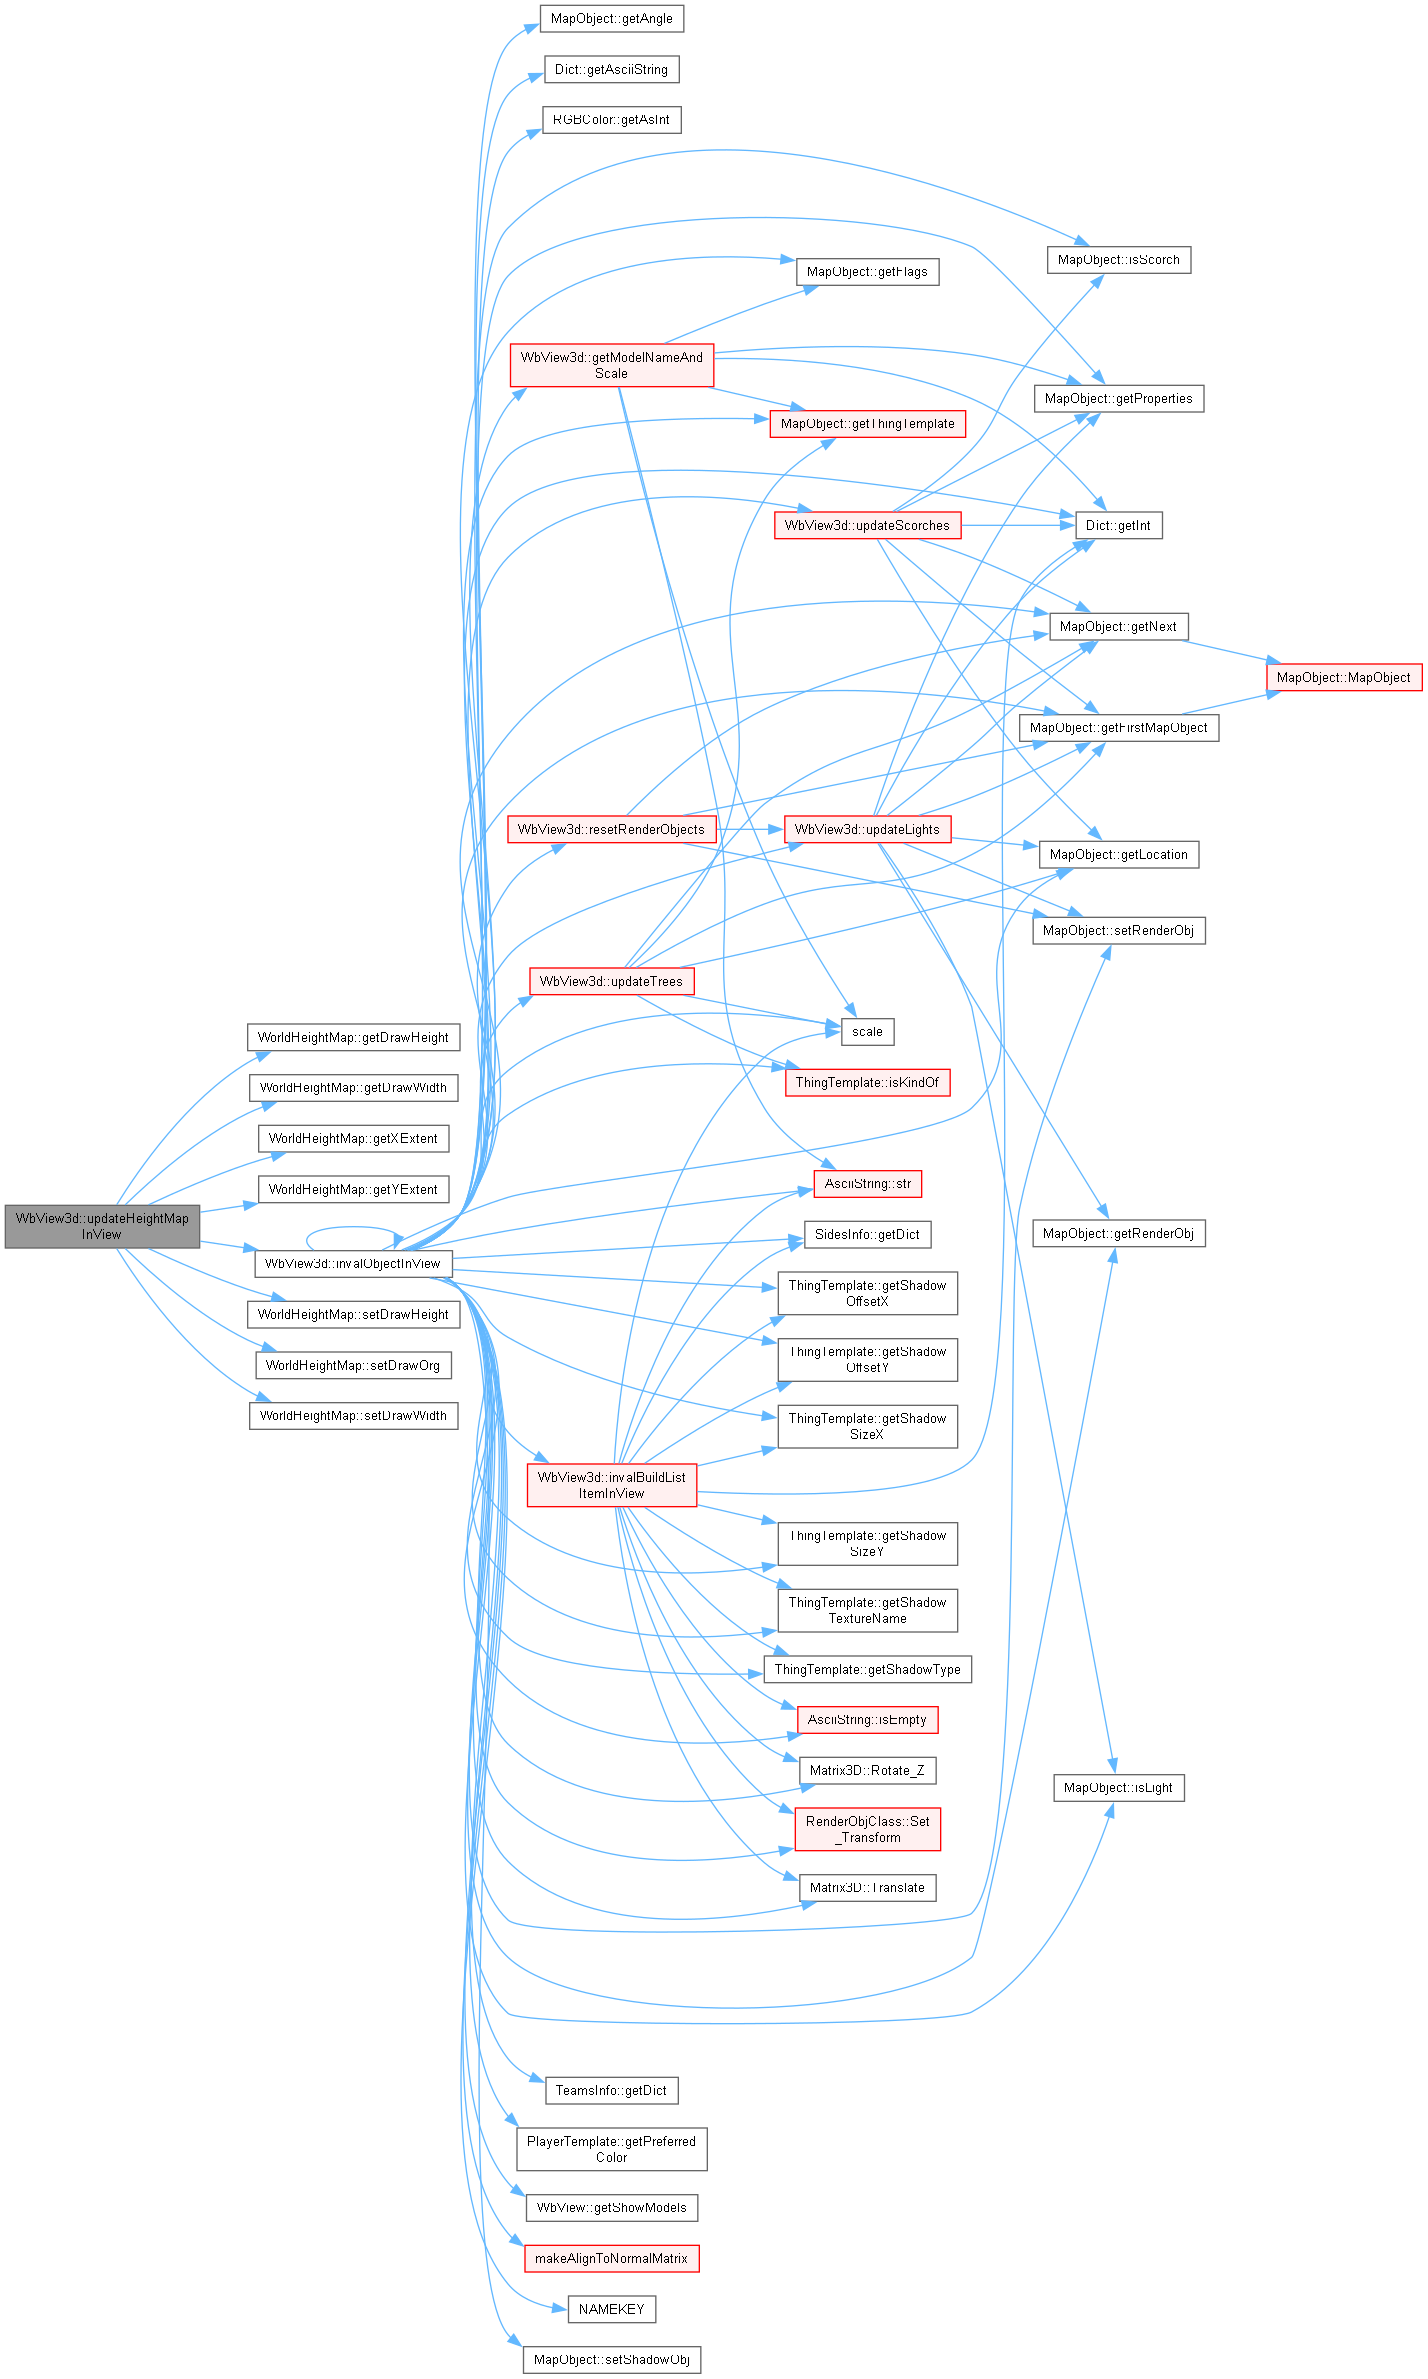 MapObject::getAngle
Dict::getAsciiString
RGBColor::getAsInt
MapObject::isScorch
MapObject::getFlags
WbView3d::getModelNameAnd
Scale
MapObject::getProperties
MapObject::getThingTemplate
WbView3d::updateScorches
Dict::getInt
MapObject::getNext
MapObject::MapObject
MapObject::getFirstMapObject
WbView3d::resetRenderObjects
WbView3d::updateLights
MapObject::getLocation
MapObject::setRenderObj
WbView3d::updateTrees
scale
WorldHeightMap::getDrawHeight
ThingTemplate::isKindOf
WorldHeightMap::getDrawWidth
WorldHeightMap::getXExtent
AsciiString::str
WorldHeightMap::getYExtent
WbView3d::updateHeightMap
InView
SidesInfo::getDict
MapObject::getRenderObj
WbView3d::invalObjectInView
ThingTemplate::getShadow
OffsetX
WorldHeightMap::setDrawHeight
ThingTemplate::getShadow
OffsetY
WorldHeightMap::setDrawOrg
WorldHeightMap::setDrawWidth
ThingTemplate::getShadow
SizeX
WbView3d::invalBuildList
ItemInView
ThingTemplate::getShadow
SizeY
ThingTemplate::getShadow
TextureName
ThingTemplate::getShadowType
AsciiString::isEmpty
Matrix3D::Rotate_Z
MapObject::isLight
RenderObjClass::Set
_Transform
Matrix3D::Translate
TeamsInfo::getDict
PlayerTemplate::getPreferred
Color
WbView::getShowModels
makeAlignToNormalMatrix
NAMEKEY
MapObject::setShadowObj